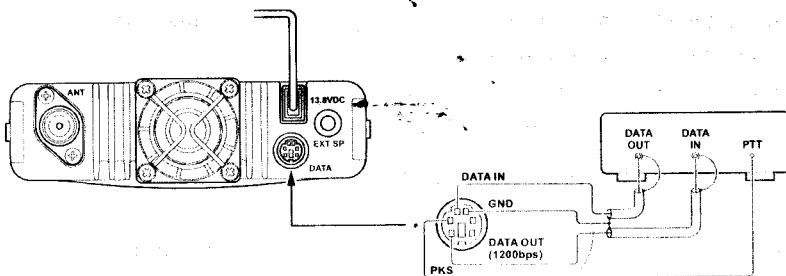 ANT
13.8VDC
EXT SP
DATA
DATA IN
GND
DATA OUT
(1200bps)
PKS
DATA
OUT
DATA
IN
PTT